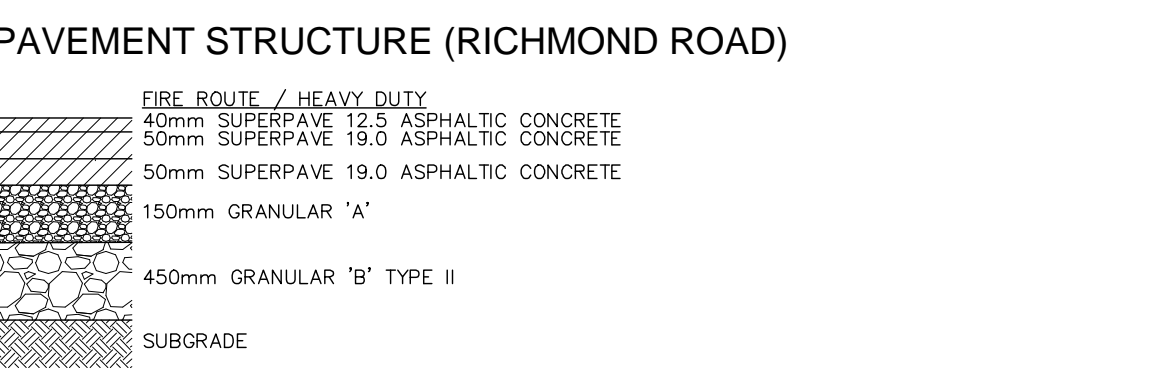 PAVEMENT STRUCTURE (RICHMOND ROAD)
FIRE ROUTE / HEAVY DUTY
40mm SUPERPAVE 12.5 ASPHALTIC CONCRETE
50mm SUPERPAVE 19.0 ASPHALTIC CONCRETE
50mm SUPERPAVE 19.0 ASPHALTIC CONCRETE
150mm GRANULAR 'A'
450mm GRANULAR 'B' TYPE II
SUBGRADE